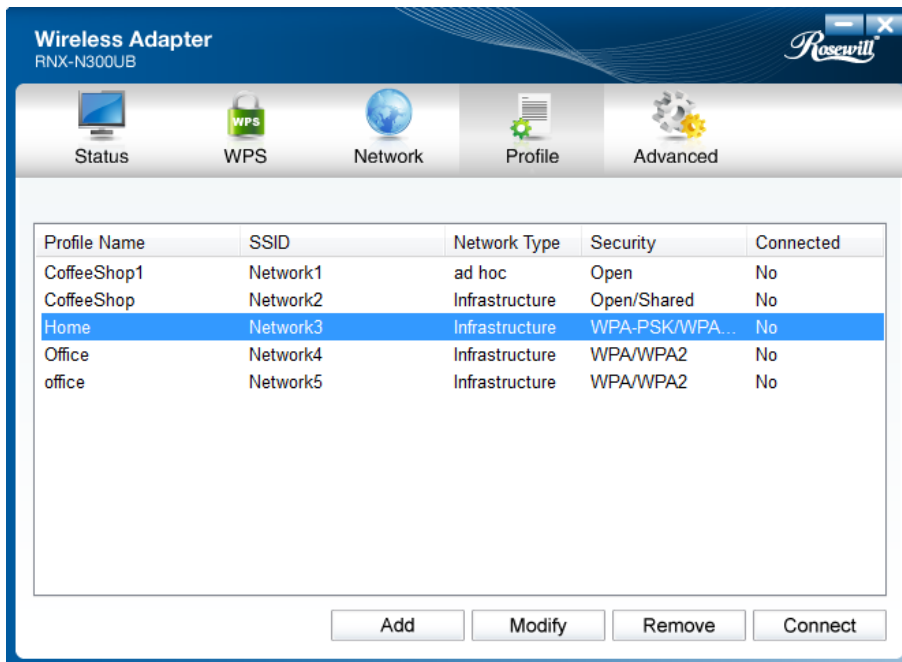 Wireless Adapter
RNX-N300UB
Rosewill
WPS
Status WPS Network Profile Advanced
Profile Name SSID Network Type Security Connected
CoffeeShop1 Network1 ad hoc Open No
CoffeeShop Network2 Infrastructure Open/Shared No
Home Network3 Infrastructure WPA-PSK/WPA... No
Office Network4 Infrastructure WPA/WPA2 No
office Network5 Infrastructure WPA/WPA2 No
Add Modify Remove Connect